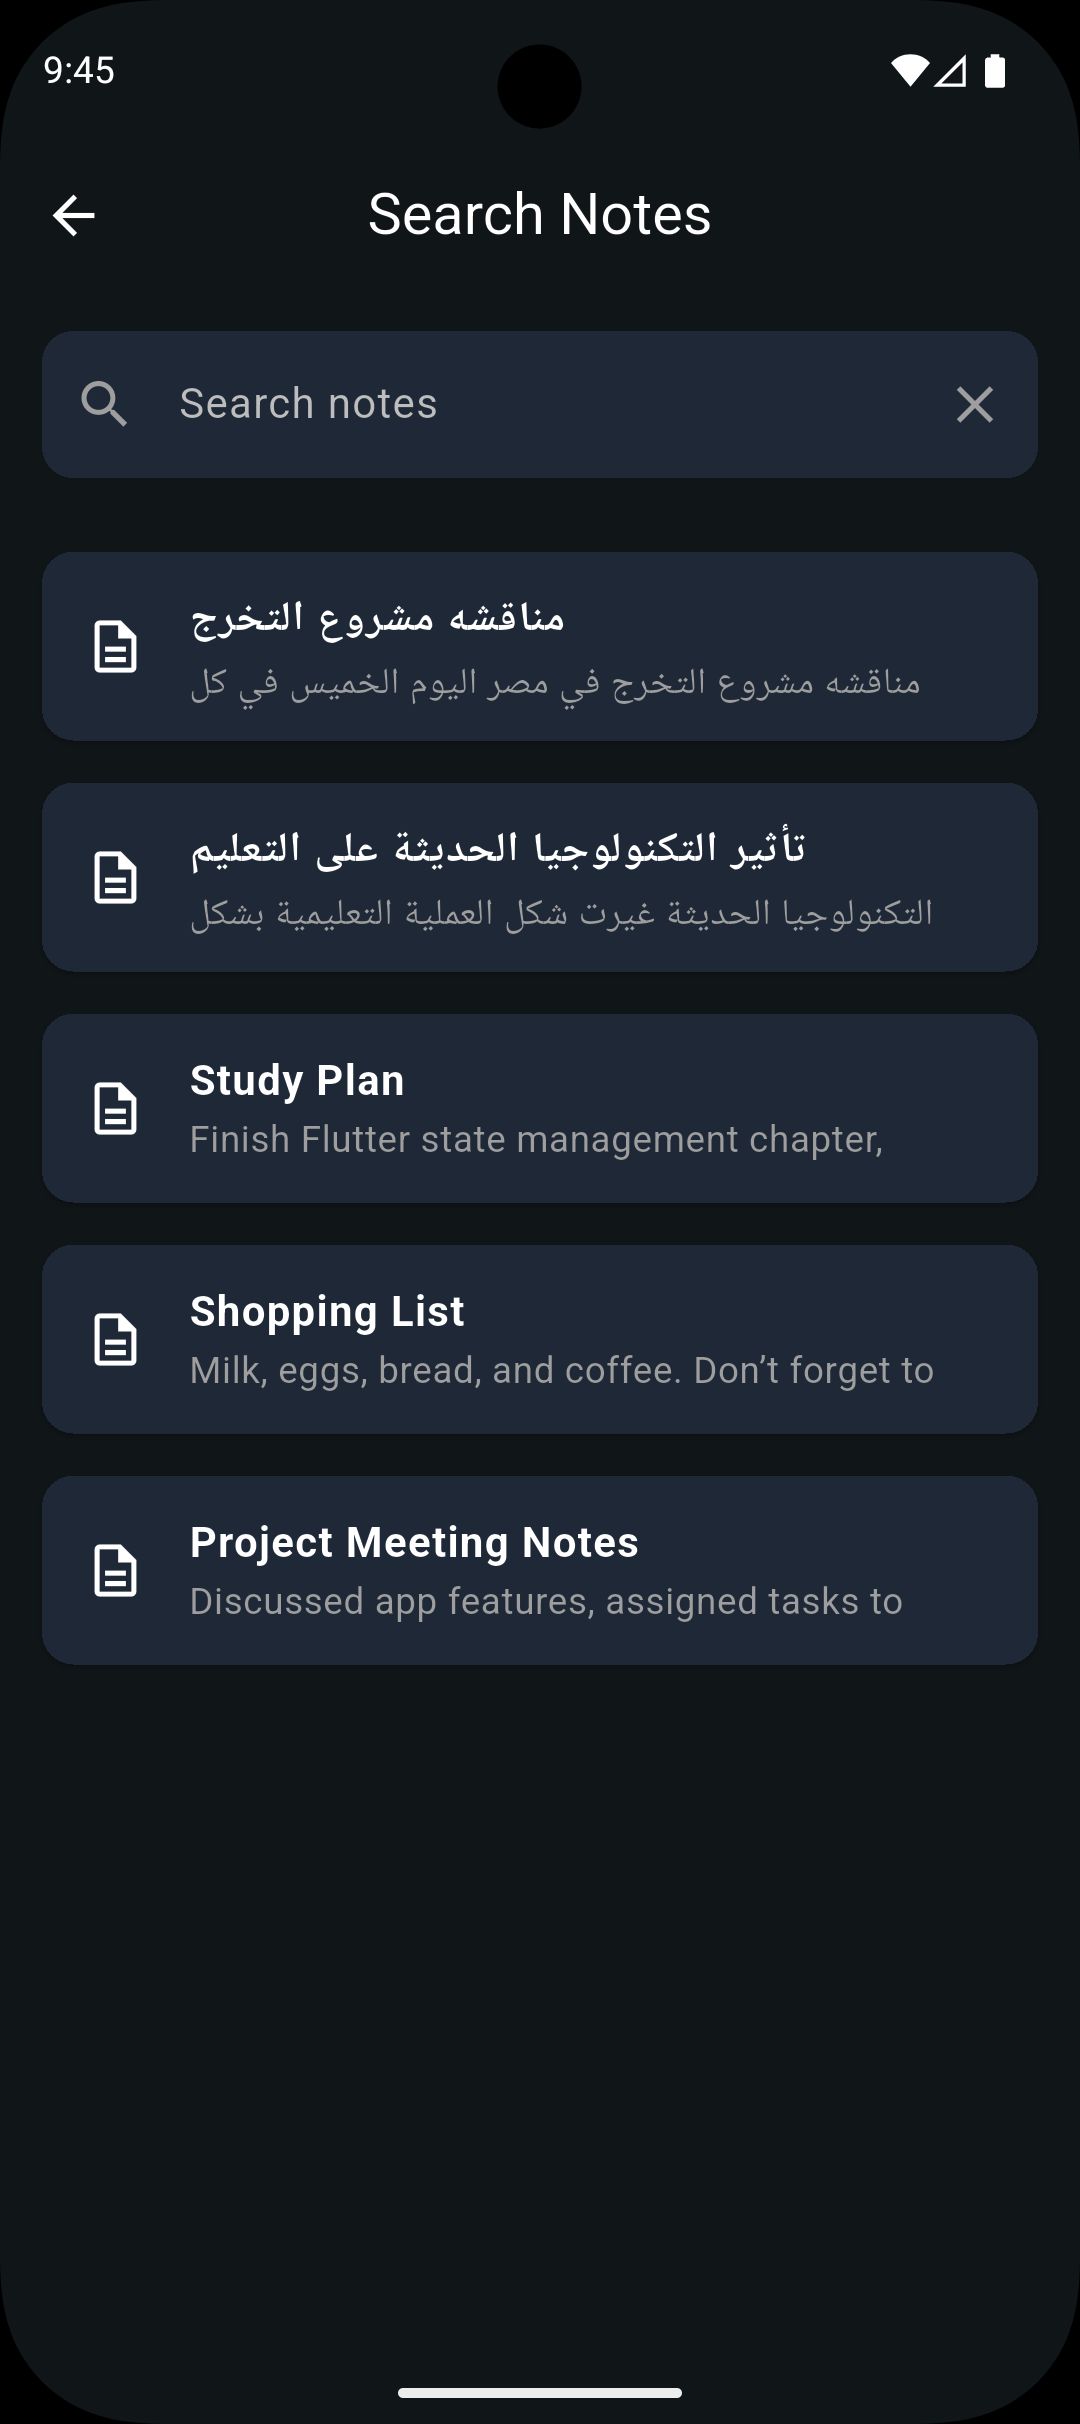 9:45
Search Notes
Search notes
مناقشه مشروع التخرج
مناقشه مشروع التخرج في مصر اليوم الخميس في كل
تأثير التكنولوجيا الحديثة على التعليم
التكنولوجيا الحديثة غيرت شكل العملية التعليمية بشكل
Study Plan
Finish Flutter state management chapter,
Shopping List
Milk, eggs, bread, and coffee. Don’t forget to
Project Meeting Notes
Discussed app features, assigned tasks to